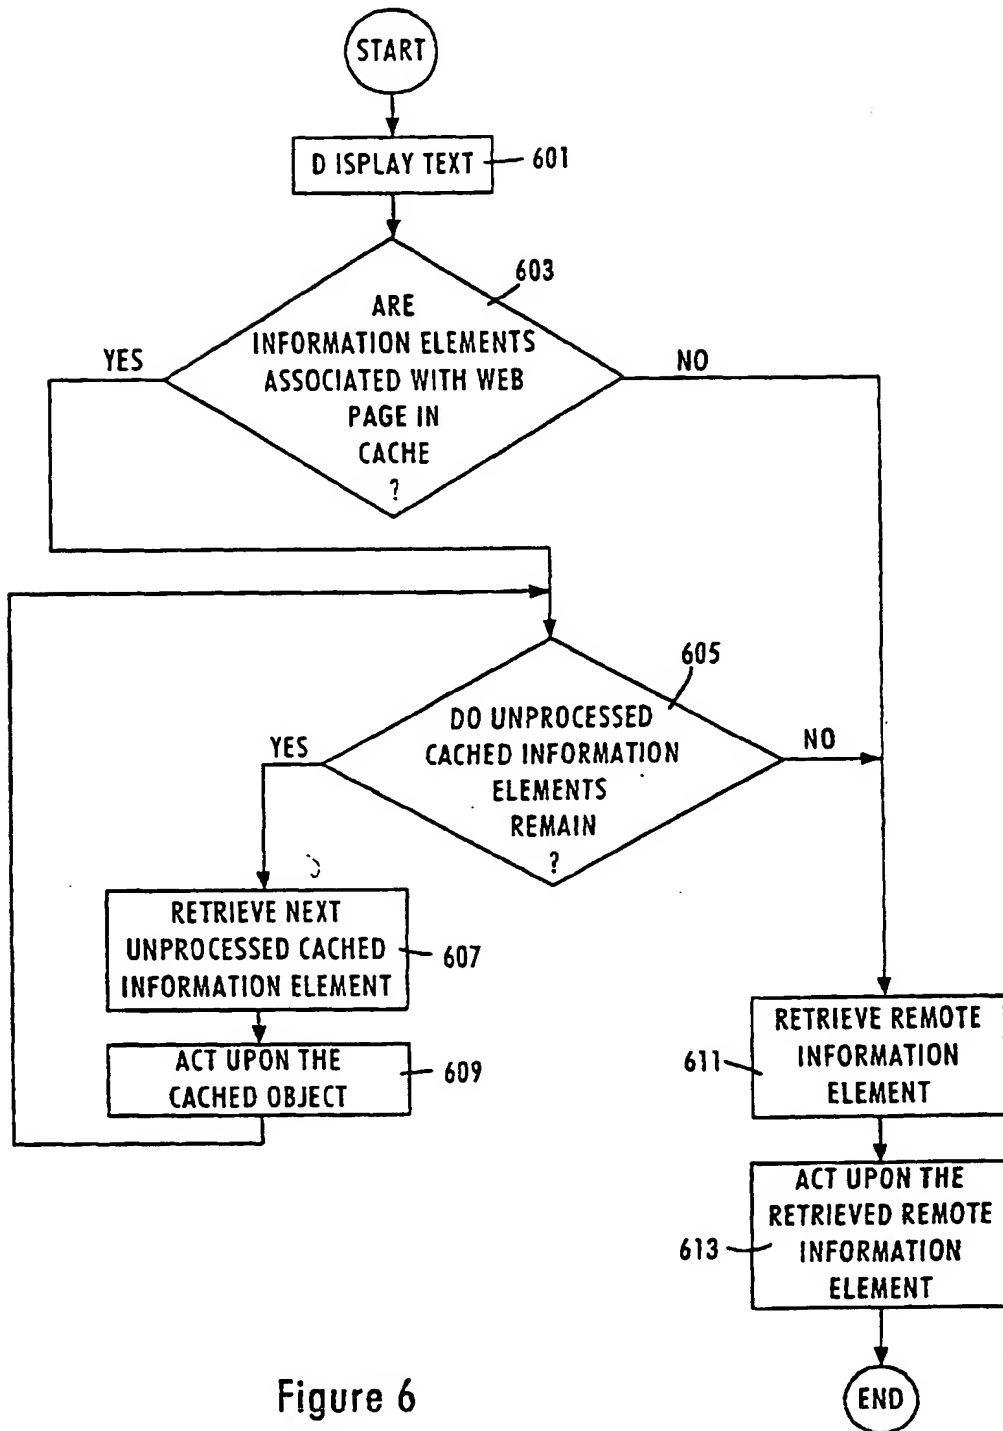 START
D ISPLAY TEXT
601
603
ARE
INFORMATION ELEMENTS
ASSOCIATED WITH WEB
PAGE IN
CACHE
?
YES
NO
605
DO UNPROCESSED
CACHED INFORMATION
ELEMENTS
REMAIN
?
YES
NO
RETRIEVE NEXT
UNPROCESSED CACHED
INFORMATION ELEMENT
607
ACT UPON THE
CACHED OBJECT
609
RETRIEVE REMOTE
INFORMATION
ELEMENT
611
ACT UPON THE
RETRIEVED REMOTE
INFORMATION
ELEMENT
613
END
Figure 6